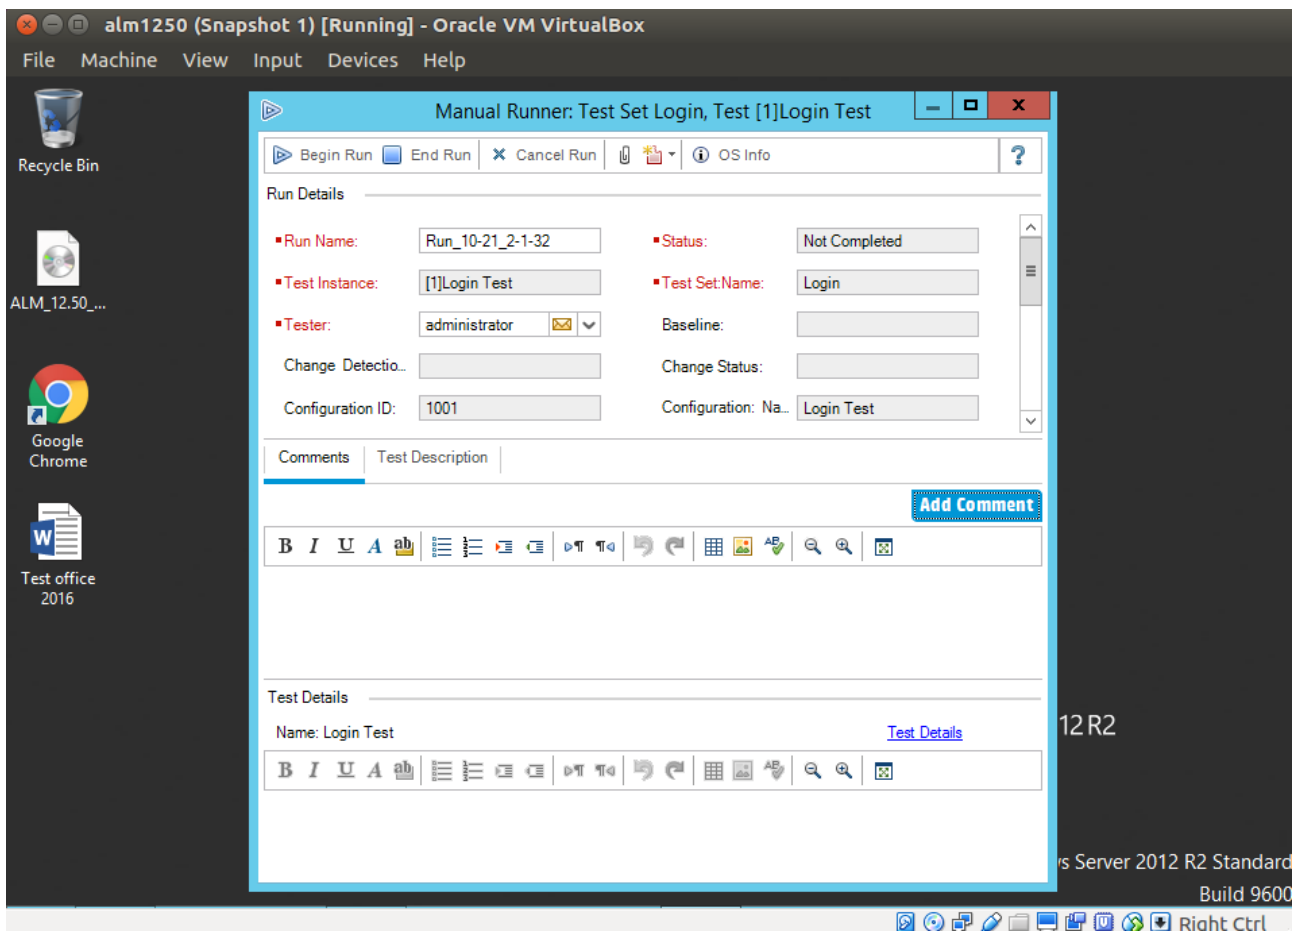 alm1250 (Snapshot 1) [Running] - Oracle VM VirtualBox
File Machine View Input Devices Help
Recycle Bin
ALM_12.50_...
Google
Chrome
Test office
2016
Manual Runner: Test Set Login, Test [1]Login Test
Begin Run End Run Cancel Run OS Info ?
Run Details
Run Name: Run_10-21_2-1-32 Status: Not Completed
Test Instance: [1]Login Test Test Set:Name: Login
Tester: administrator Baseline:
Change Detectio... Change Status:
Configuration ID: 1001 Configuration: Na... Login Test
Comments Test Description
Add Comment
B I U A ab
Test Details
Name: Login Test Test Details
B I U A ab
12 R2
s Server 2012 R2 Standard
Build 9600
Right Ctrl